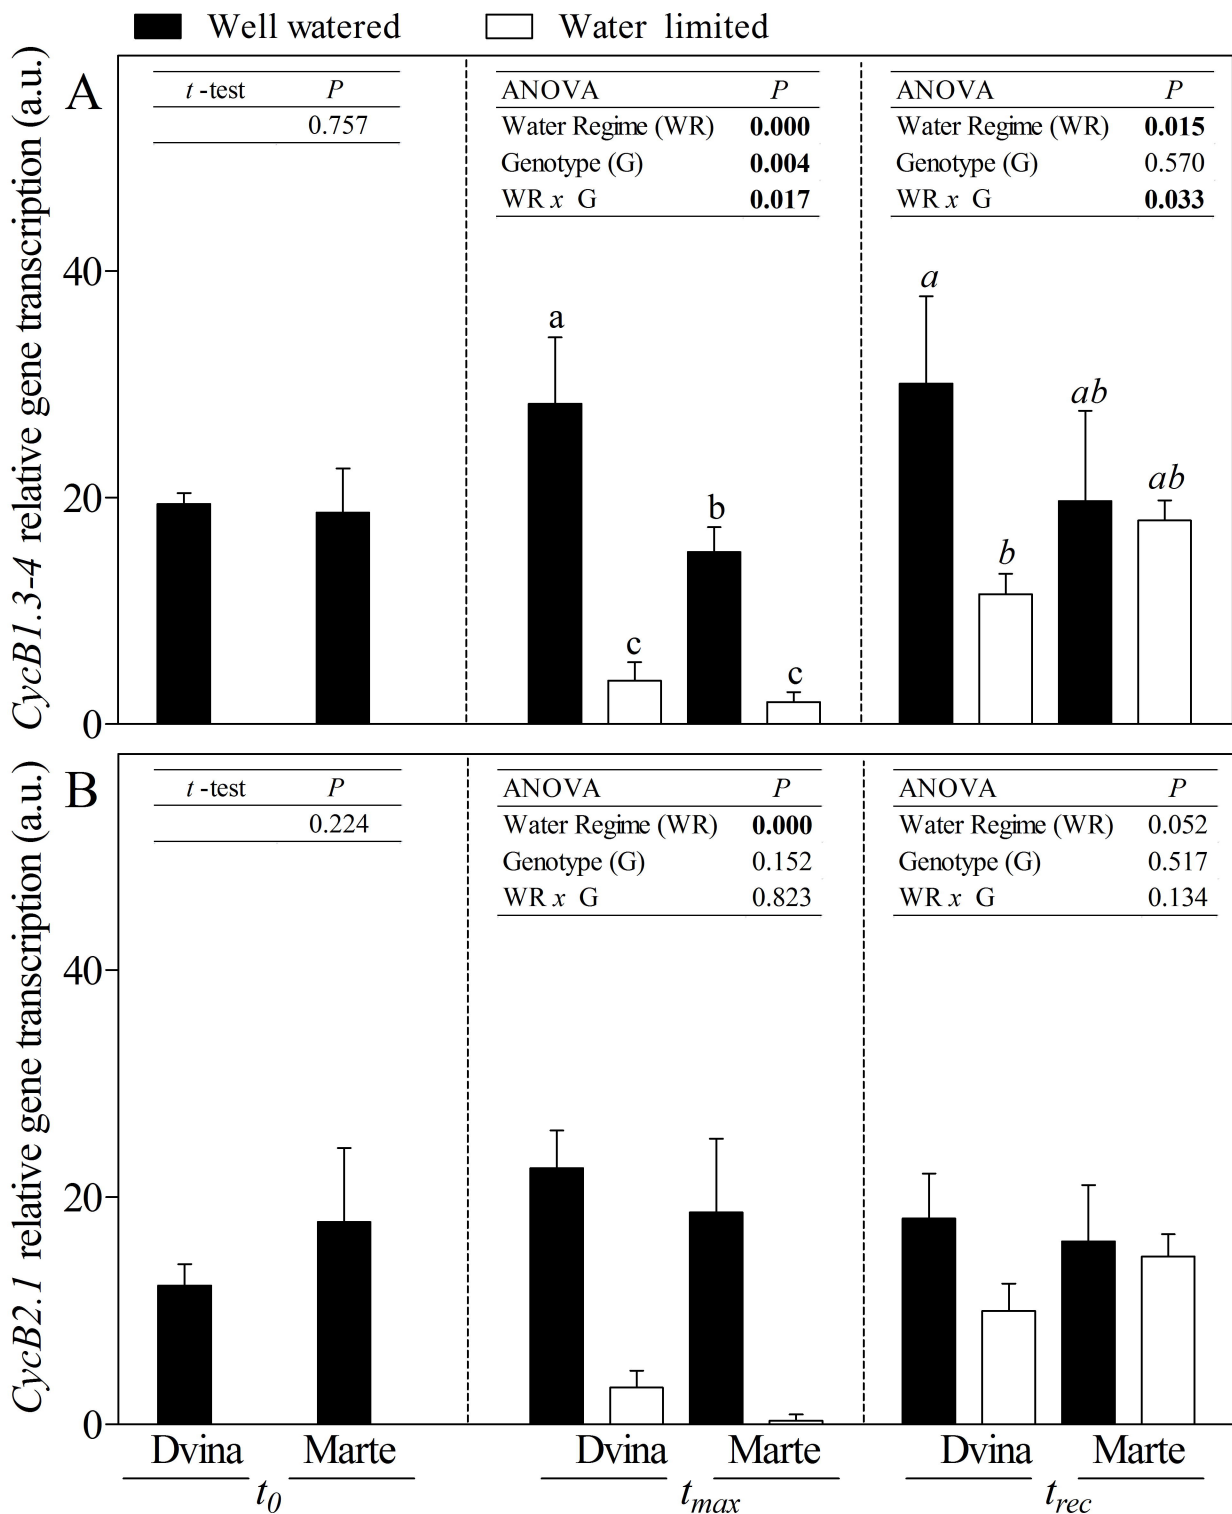 Well watered Water limited
A
CycB1.3-4 relative gene transcription (a.u.)
40
20
0
t -test P
0.757
ANOVA P
Water Regime (WR) 0.000
Genotype (G) 0.004
WR x G 0.017
ANOVA P
Water Regime (WR) 0.015
Genotype (G) 0.570
WR x G 0.033
a
c
b
c
a
b
ab
ab
B
CycB2.1 relative gene transcription (a.u.)
40
20
0
t -test P
0.224
ANOVA P
Water Regime (WR) 0.000
Genotype (G) 0.152
WR x G 0.823
ANOVA P
Water Regime (WR) 0.052
Genotype (G) 0.517
WR x G 0.134
Dvina Marte Dvina Marte Dvina Marte
t0 tmax trec